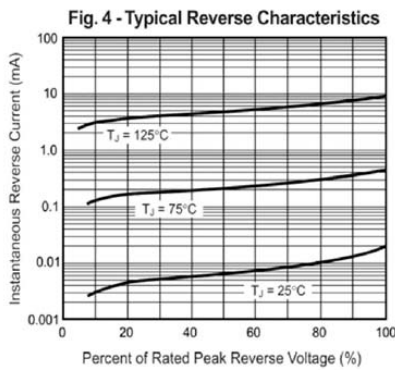 Fig. 4 - Typical Reverse Characteristics
Instantaneous Reverse Current (mA)
100
10
1.0
0.1
0.01
0.001
TJ = 125°C
TJ = 75°C
TJ = 25°C
0
20
40
60
80
100
Percent of Rated Peak Reverse Voltage (%)